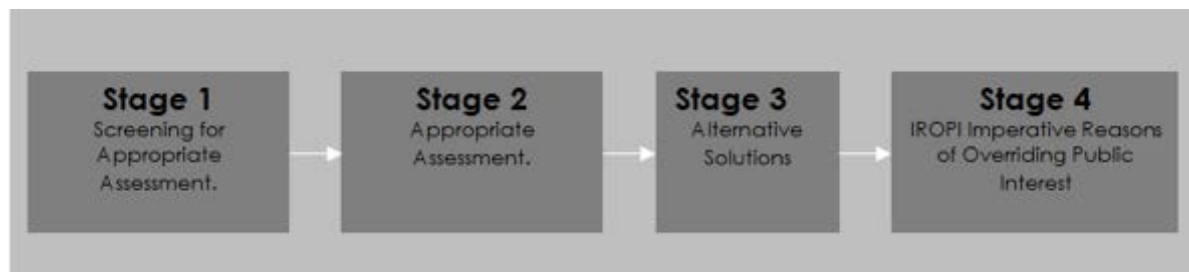 Stage 1
Screening for
Appropriate
Assessment.
Stage 2
Appropriate
Assessment.
Stage 3
Alternative
Solutions
Stage 4
IROPI Imperative Reasons
of Overriding Public
Interest